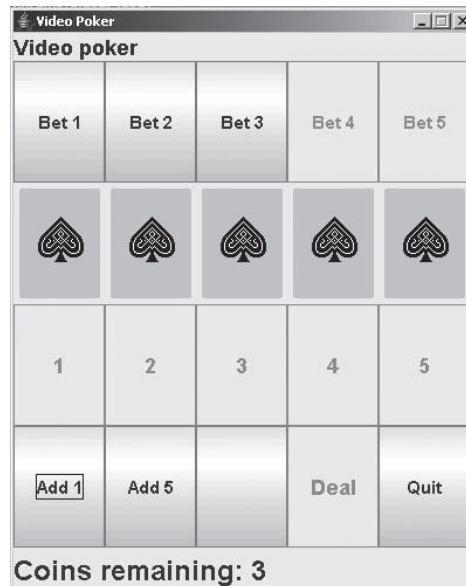 Video Poker
Video poker
Bet 1 Bet 2 Bet 3 Bet 4 Bet 5
1 2 3 4 5
Add 1 Add 5 Deal Quit
Coins remaining: 3